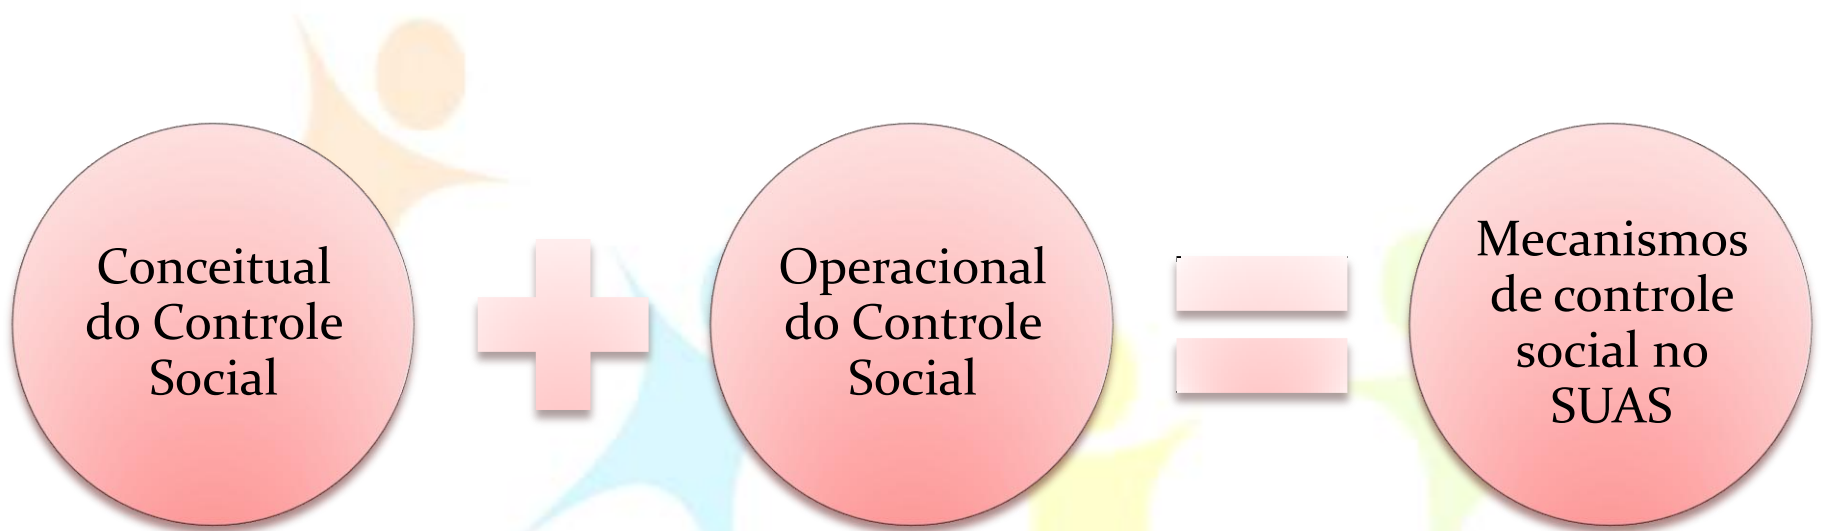 Conceitual
do Controle
Social
Operacional
do Controle
Social
Mecanismos
de controle
social no
SUAS